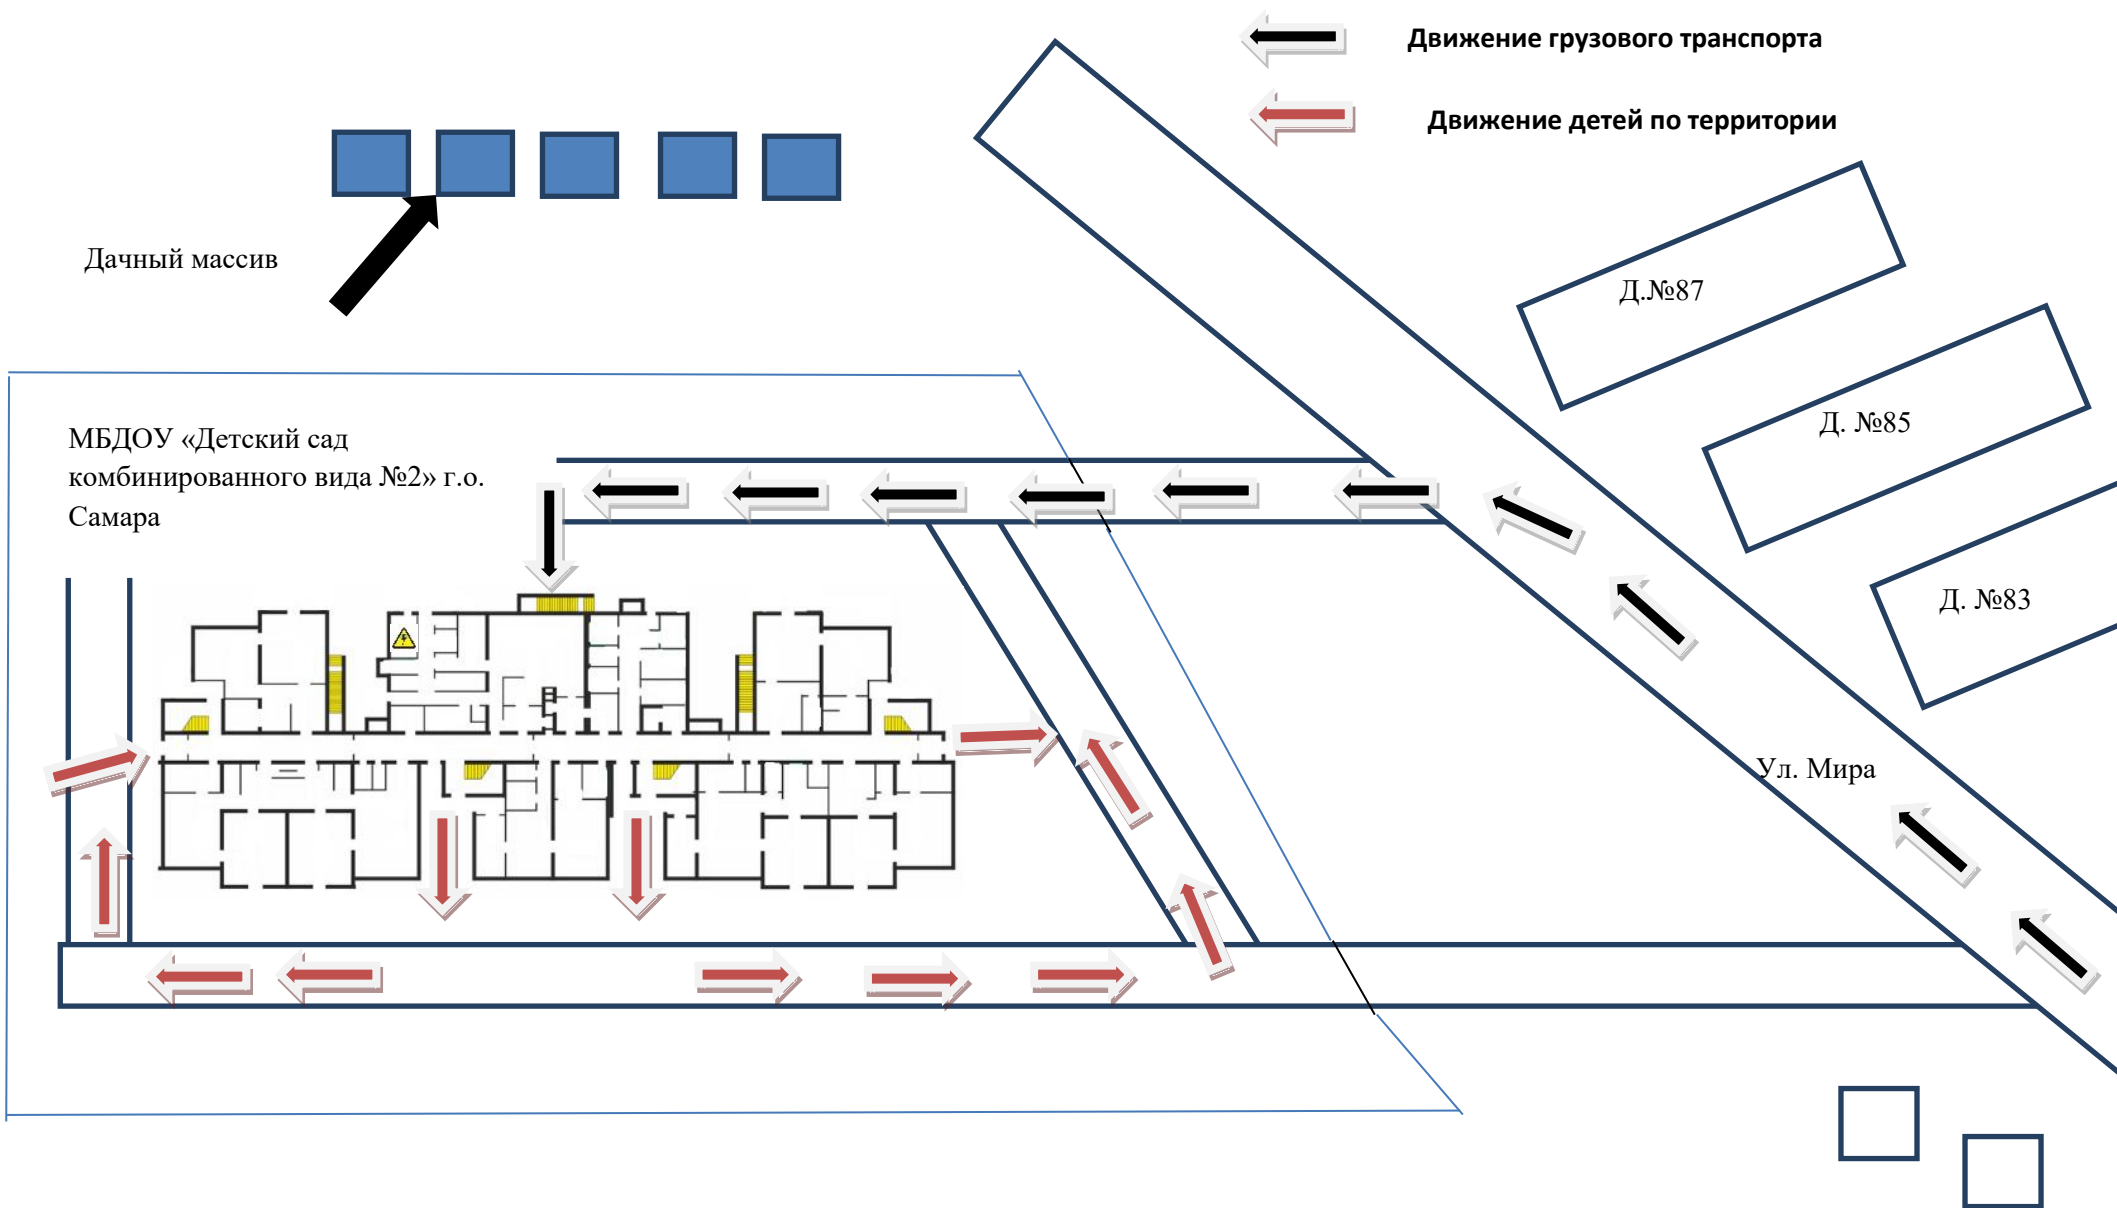 Движение грузового транспорта
Движение детей по территории
Дачный массив
Д.№87
Д. №85
Д. №83
МБДОУ «Детский сад
комбинированного вида №2» г.о.
Самара
Ул. Мира